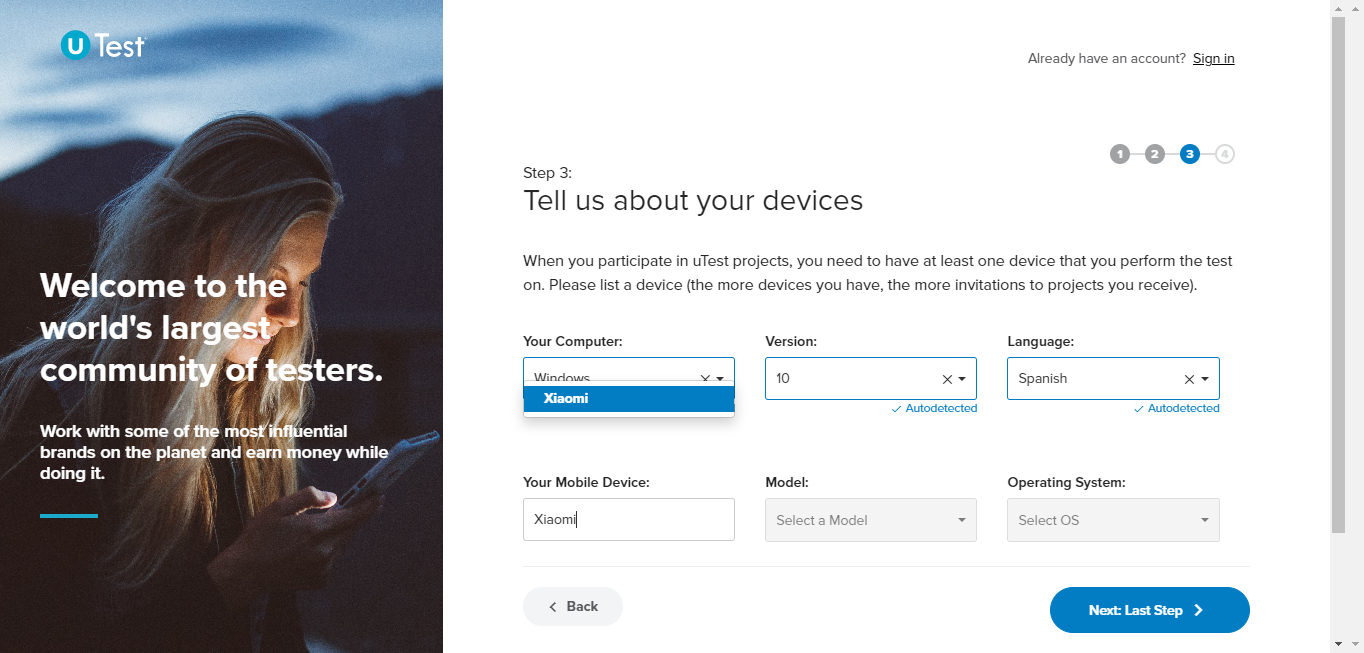 U Test
Already have an account? Sign in
1 2 3 4
Step 3:
Tell us about your devices
When you participate in uTest projects, you need to have at least one device that you perform the test
on. Please list a device (the more devices you have, the more invitations to projects you receive).
Welcome to the
world's largest
community of testers.
Work with some of the most influential
brands on the planet and earn money while
doing it.
Your Computer: Version: Language:
Windows 10 Spanish
Xiaomi
Autodetected Autodetected
Your Mobile Device: Model: Operating System:
Xiaomi Select a Model Select OS
Back Next: Last Step